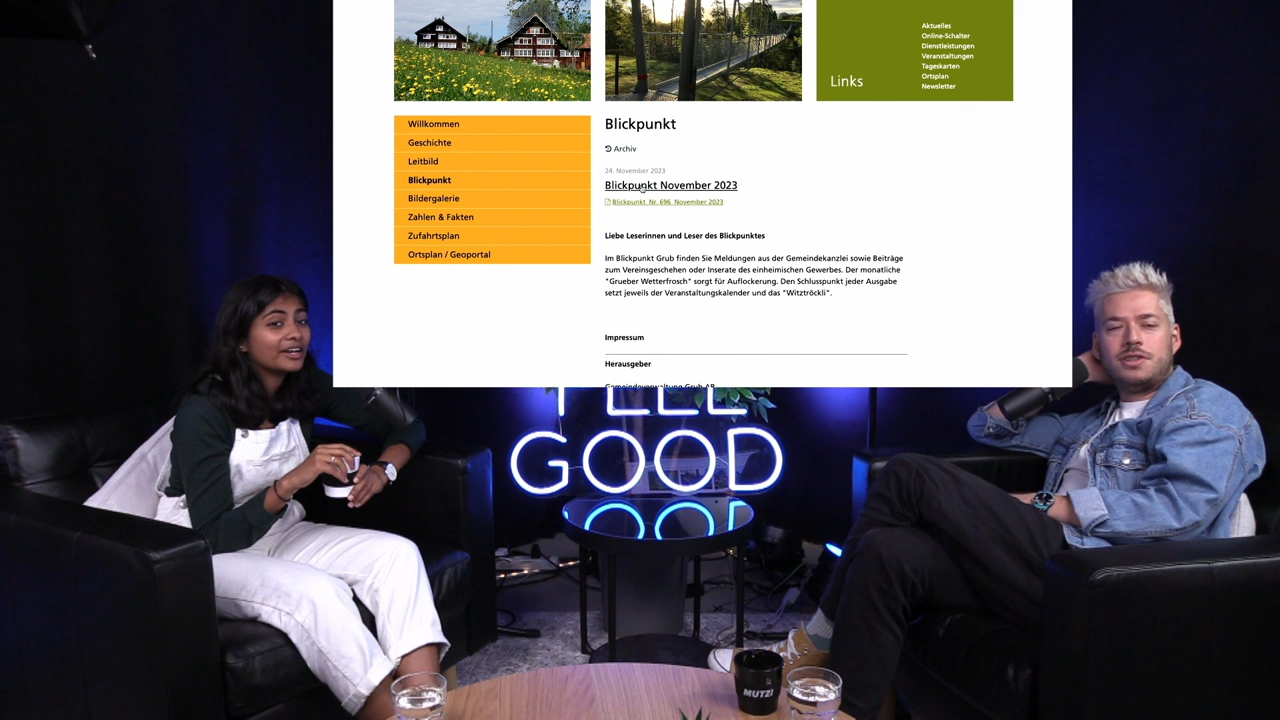 Aktuelles
Online-Schalter
Dienstleistungen
Veranstaltungen
Tageskarten
Ortsplan
Newsletter
Links
Willkommen
Geschichte
Leitbild
Blickpunkt
Bildergalerie
Zahlen & Fakten
Zufahrtsplan
Ortsplan / Geoportal
Blickpunkt
Archiv
24. November 2023
Blickpunkt November 2023
Blickpunkt_Nr._696_November 2023
Liebe Leserinnen und Leser des Blickpunktes
Im Blickpunkt Grub finden Sie Meldungen aus der Gemeindekanzlei sowie Beiträge
zum Vereinsgeschehen oder Inserate des einheimischen Gewerbes. Der monatliche
"Grueber Wetterfrosch" sorgt für Auflockerung. Den Schlusspunkt jeder Ausgabe
setzt jeweils der Veranstaltungskalender und das "Witztröckli".
Impressum
Herausgeber
Gemeindeverwaltung Grub AR
FEEL
GOOD
MUTZI